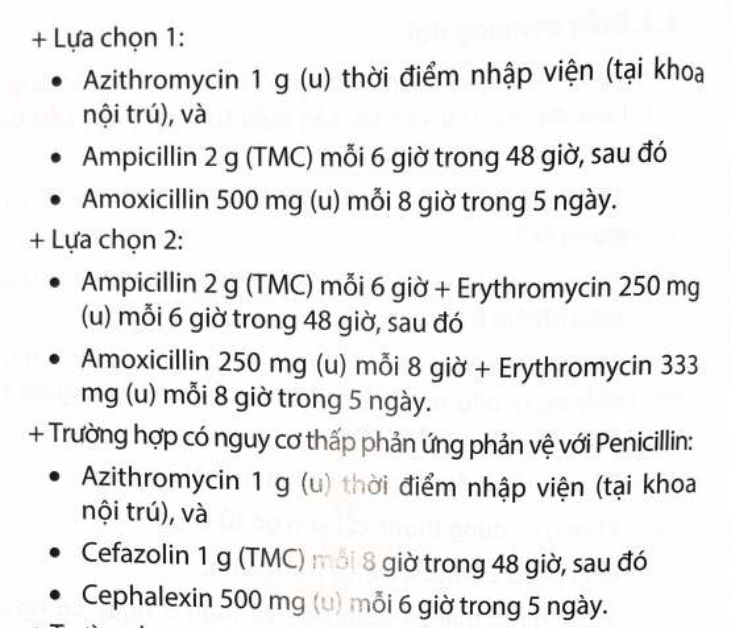 + Lựa chọn 1:
• Azithromycin 1 g (u) thời điểm nhập viện (tại khoa
nội trú), và
• Ampicillin 2 g (TMC) mỗi 6 giờ trong 48 giờ, sau đó
• Amoxicillin 500 mg (u) mỗi 8 giờ trong 5 ngày.
+ Lựa chọn 2:
• Ampicillin 2 g (TMC) mỗi 6 giờ + Erythromycin 250 mg
(u) mỗi 6 giờ trong 48 giờ, sau đó
• Amoxicillin 250 mg (u) mỗi 8 giờ + Erythromycin 333
mg (u) mỗi 8 giờ trong 5 ngày.
+ Trường hợp có nguy cơ thấp phản ứng phản vệ với Penicillin:
• Azithromycin 1 g (u) thời điểm nhập viện (tại khoa
nội trú), và
• Cefazolin 1 g (TMC) mỗi 8 giờ trong 48 giờ, sau đó
• Cephalexin 500 mg (u) mỗi 6 giờ trong 5 ngày.